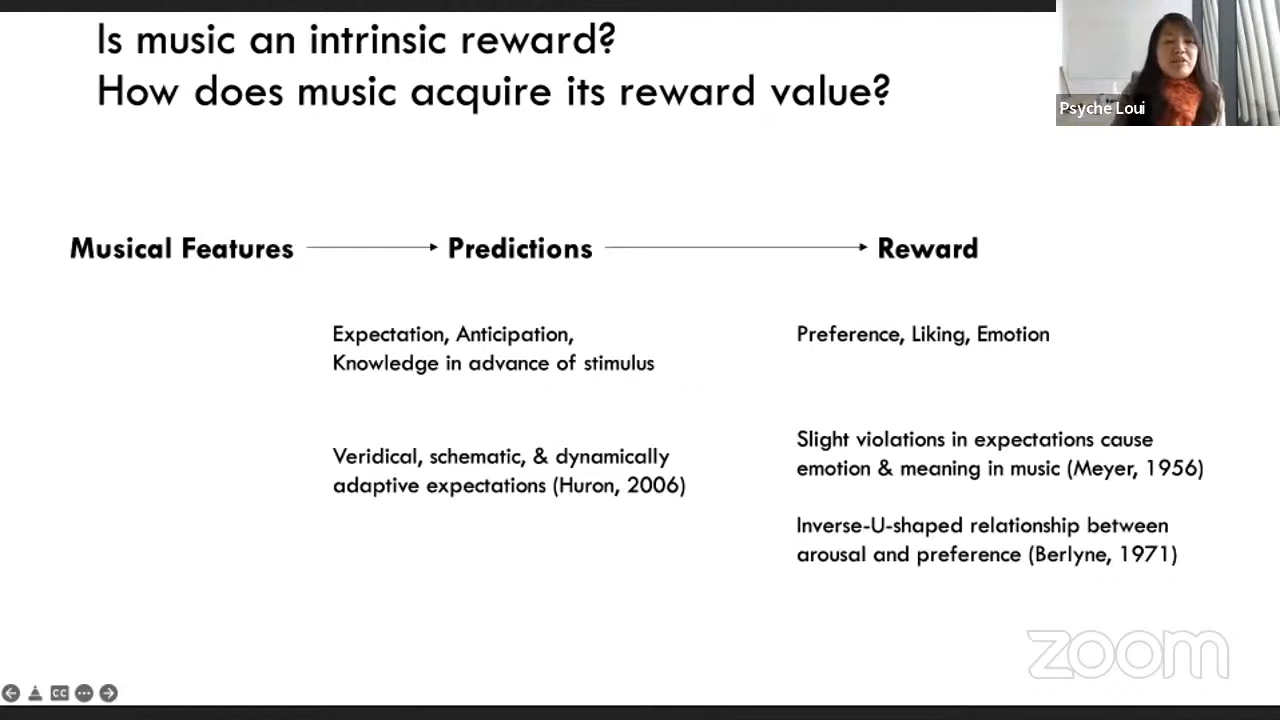 Is music an intrinsic reward?
How does music acquire its reward value?
Psyche Loui
Musical Features
Predictions
Reward
Expectation, Anticipation,
Knowledge in advance of stimulus
Preference, Liking, Emotion
Veridical, schematic, & dynamically
adaptive expectations (Huron, 2006)
Slight violations in expectations cause
emotion & meaning in music (Meyer, 1956)
Inverse-U-shaped relationship between
arousal and preference (Berlyne, 1971)
zoom
CC